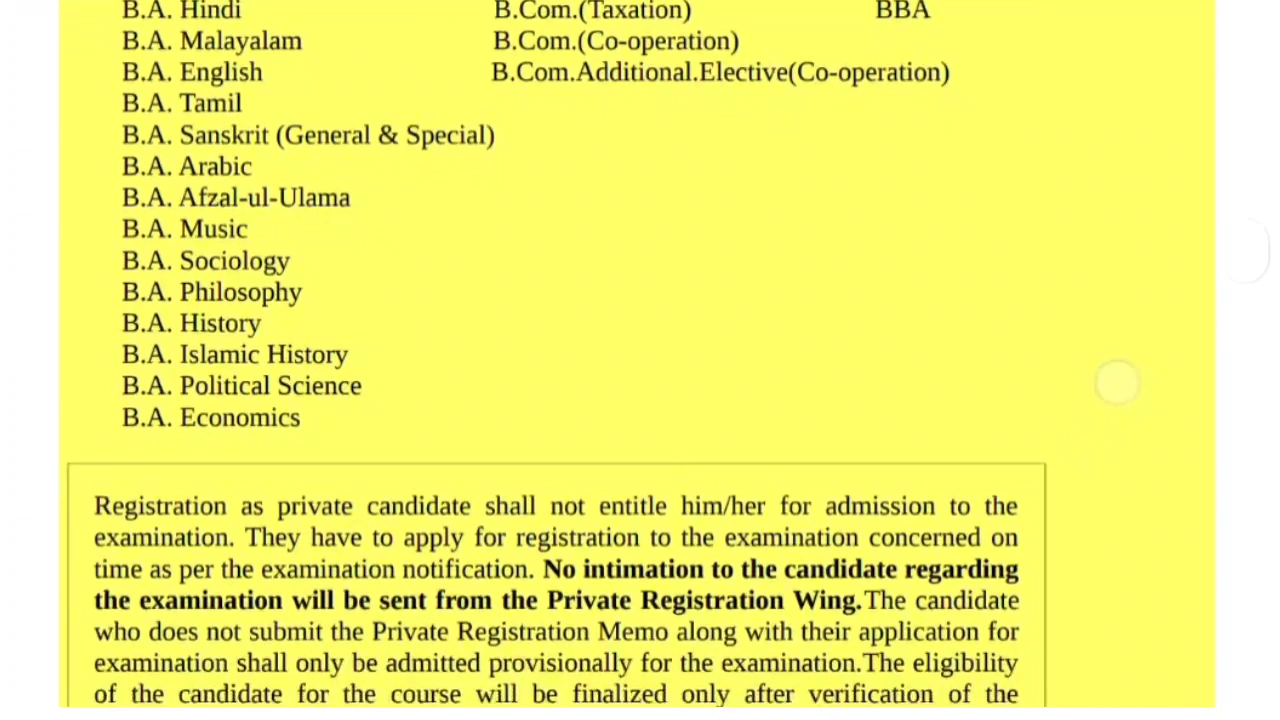 B.A. Hindi B.Com.(Taxation) BBA
B.A. Malayalam B.Com.(Co-operation)
B.A. English B.Com.Additional.Elective(Co-operation)
B.A. Tamil
B.A. Sanskrit (General & Special)
B.A. Arabic
B.A. Afzal-ul-Ulama
B.A. Music
B.A. Sociology
B.A. Philosophy
B.A. History
B.A. Islamic History
B.A. Political Science
B.A. Economics
Registration as private candidate shall not entitle him/her for admission to the
examination. They have to apply for registration to the examination concerned on
time as per the examination notification. No intimation to the candidate regarding
the examination will be sent from the Private Registration Wing.The candidate
who does not submit the Private Registration Memo along with their application for
examination shall only be admitted provisionally for the examination.The eligibility
of the candidate for the course will be finalized only after verification of the